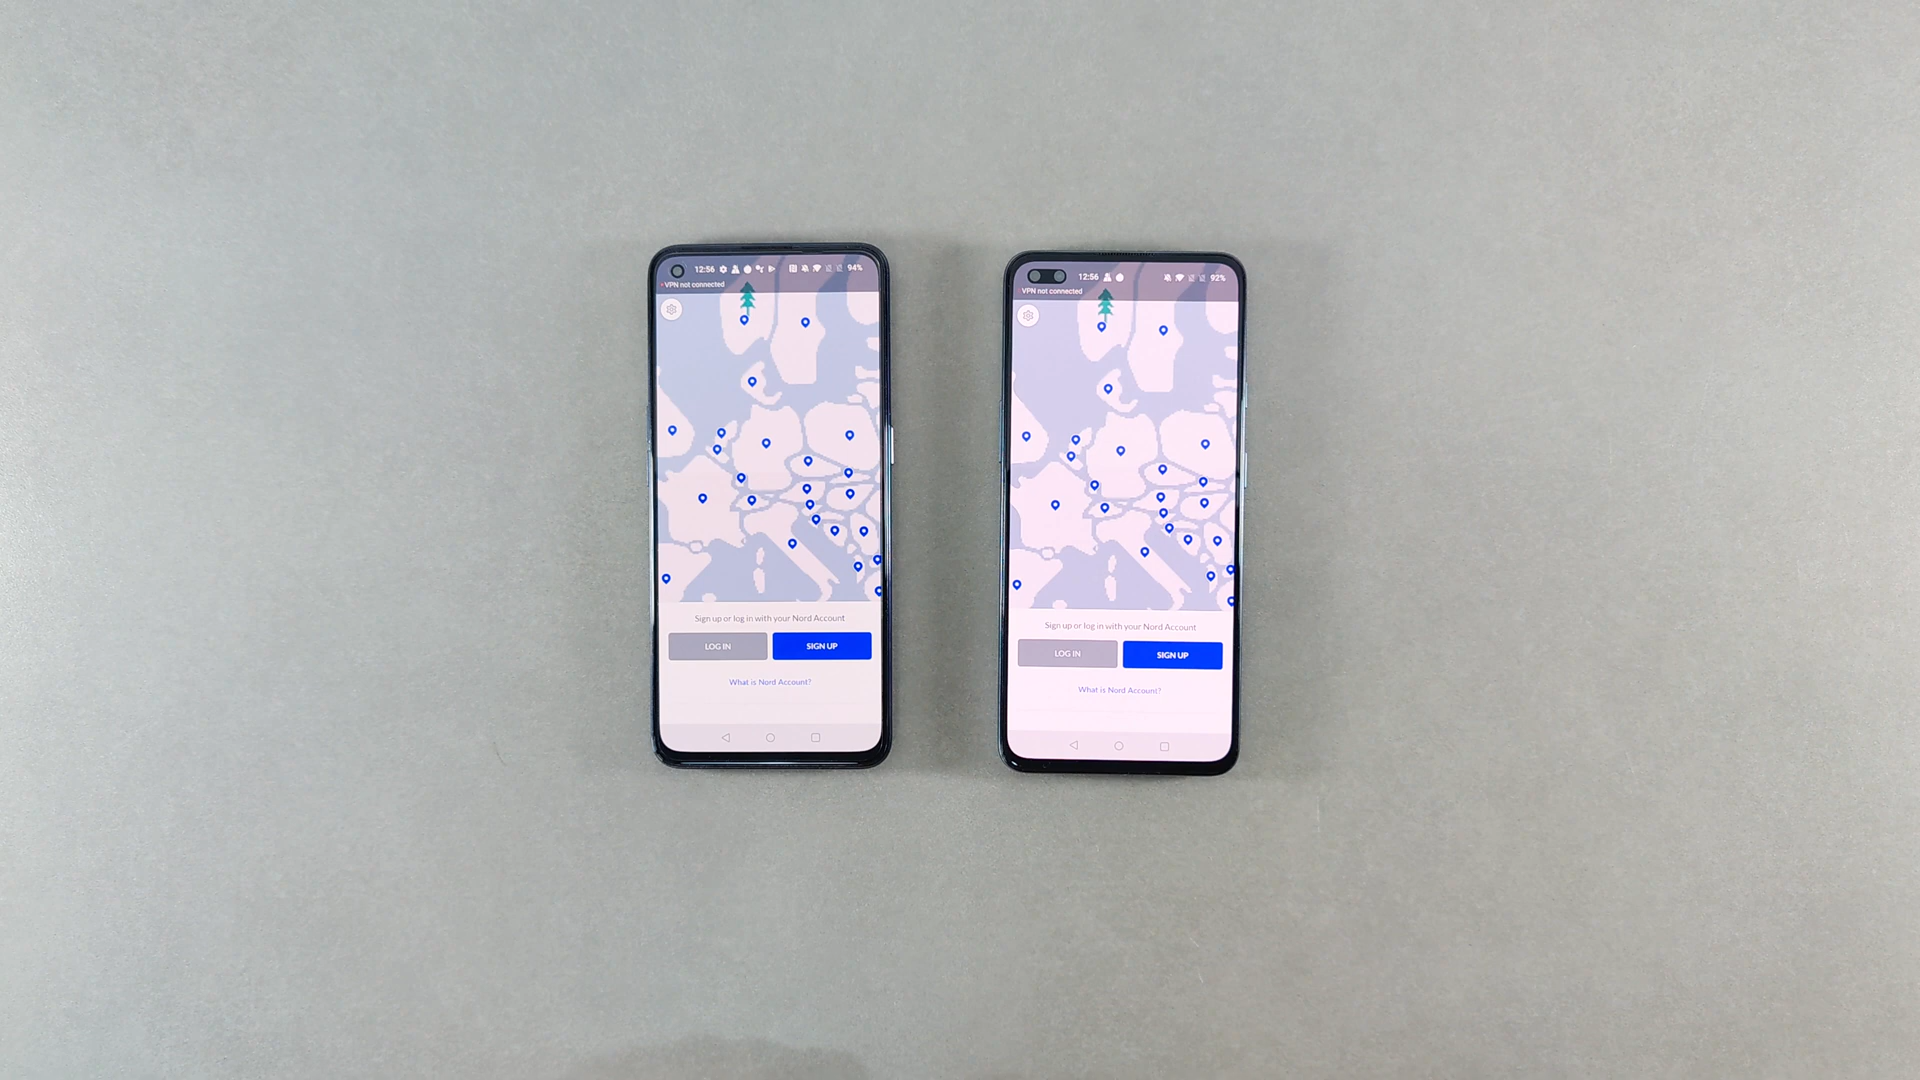 12:56
94%
VPN not connected
Sign up or log in with your Nord Account
LOG IN
SIGN UP
What is Nord Account?
12:56
92%
VPN not connected
Sign up or log in with your Nord Account
LOG IN
SIGN UP
What is Nord Account?